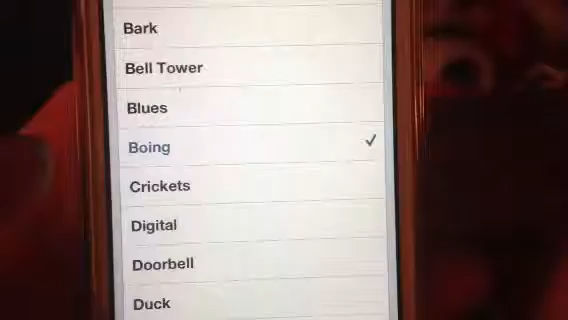 Bark
Bell Tower
Blues
Boing
Crickets
Digital
Doorbell
Duck